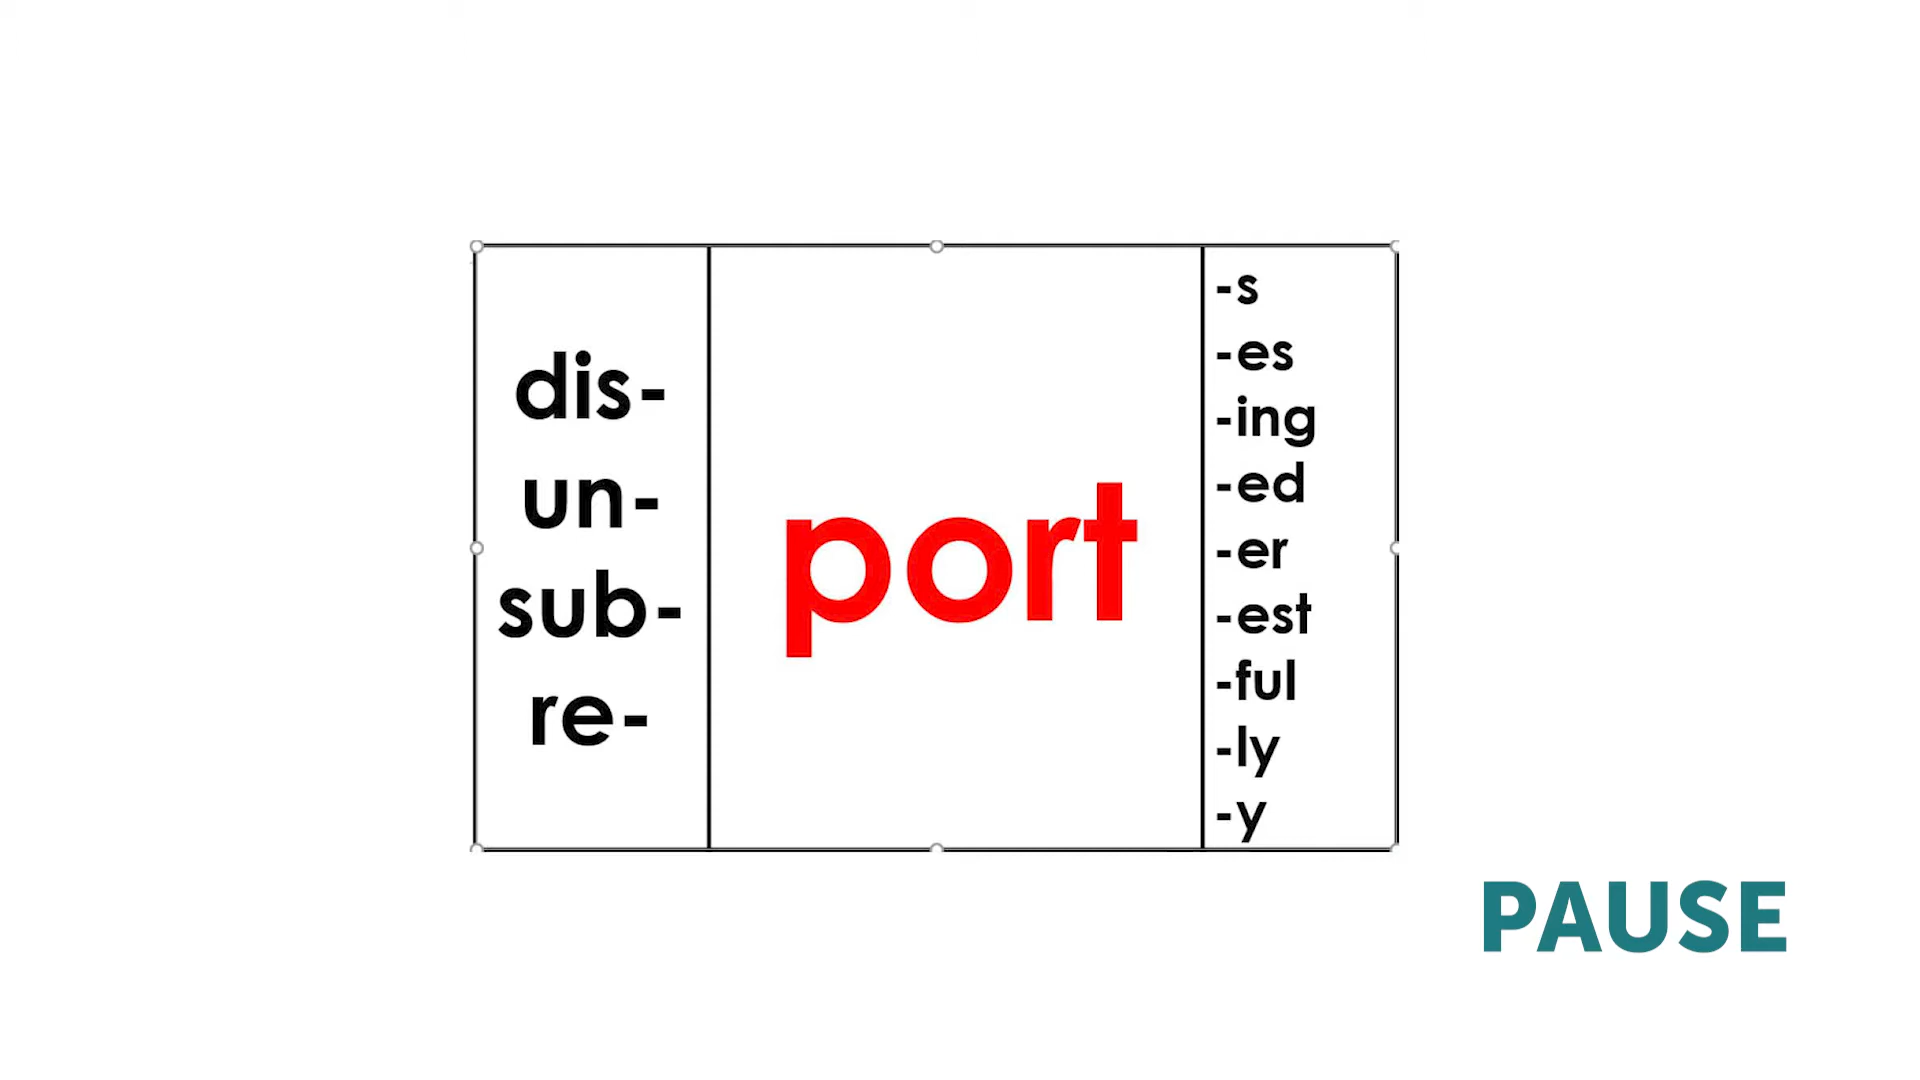 dis-
un-
sub-
re-
port
-s
-es
-ing
-ed
-er
-est
-ful
-ly
-y
PAUSE